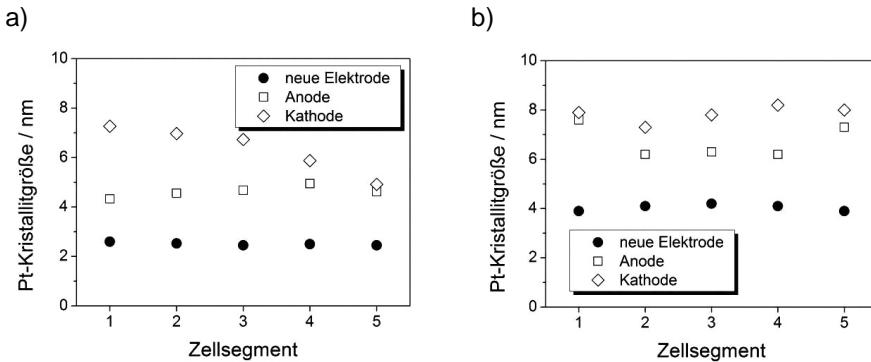 a)
10
8
6
4
2
0
Pt-Kristallitgröße / nm
neue Elektrode
Anode
Kathode
1 2 3 4 5
Zellsegment
b)
10
8
6
4
2
0
Pt-Kristallitgröße / nm
neue Elektrode
Anode
Kathode
1 2 3 4 5
Zellsegment